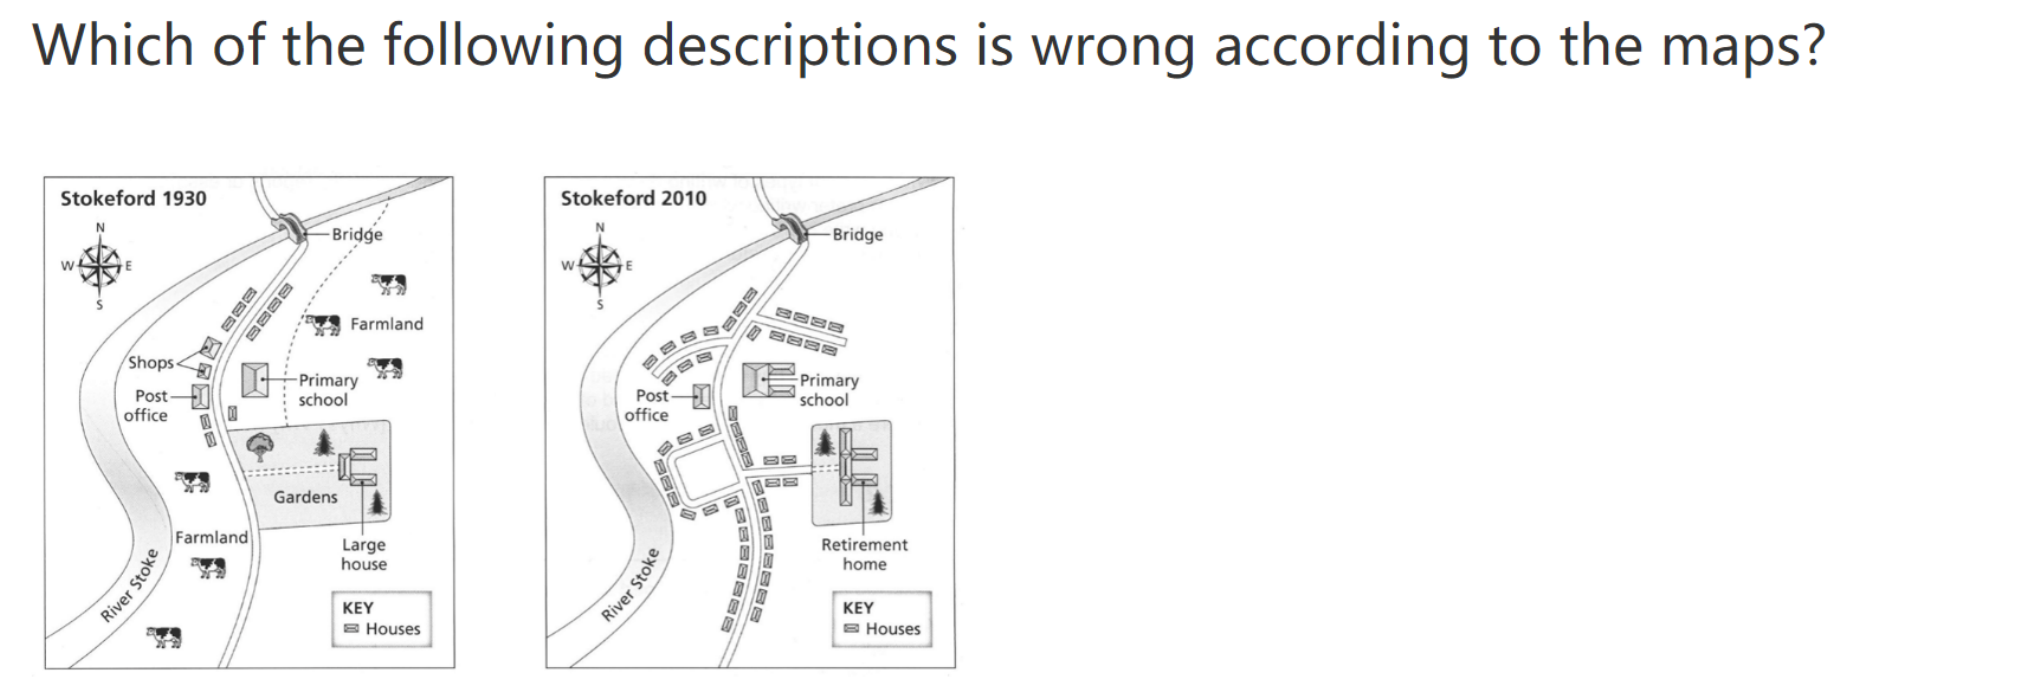 Which of the following descriptions is wrong according to the maps?
Stokeford 1930
N
W
E
S
Bridge
Farmland
Shops
Post
office
Primary
school
Gardens
Farmland
Large
house
River Stoke
KEY
Houses
Stokeford 2010
N
W
E
S
Bridge
Post
office
Primary
school
Retirement
home
River Stoke
KEY
Houses